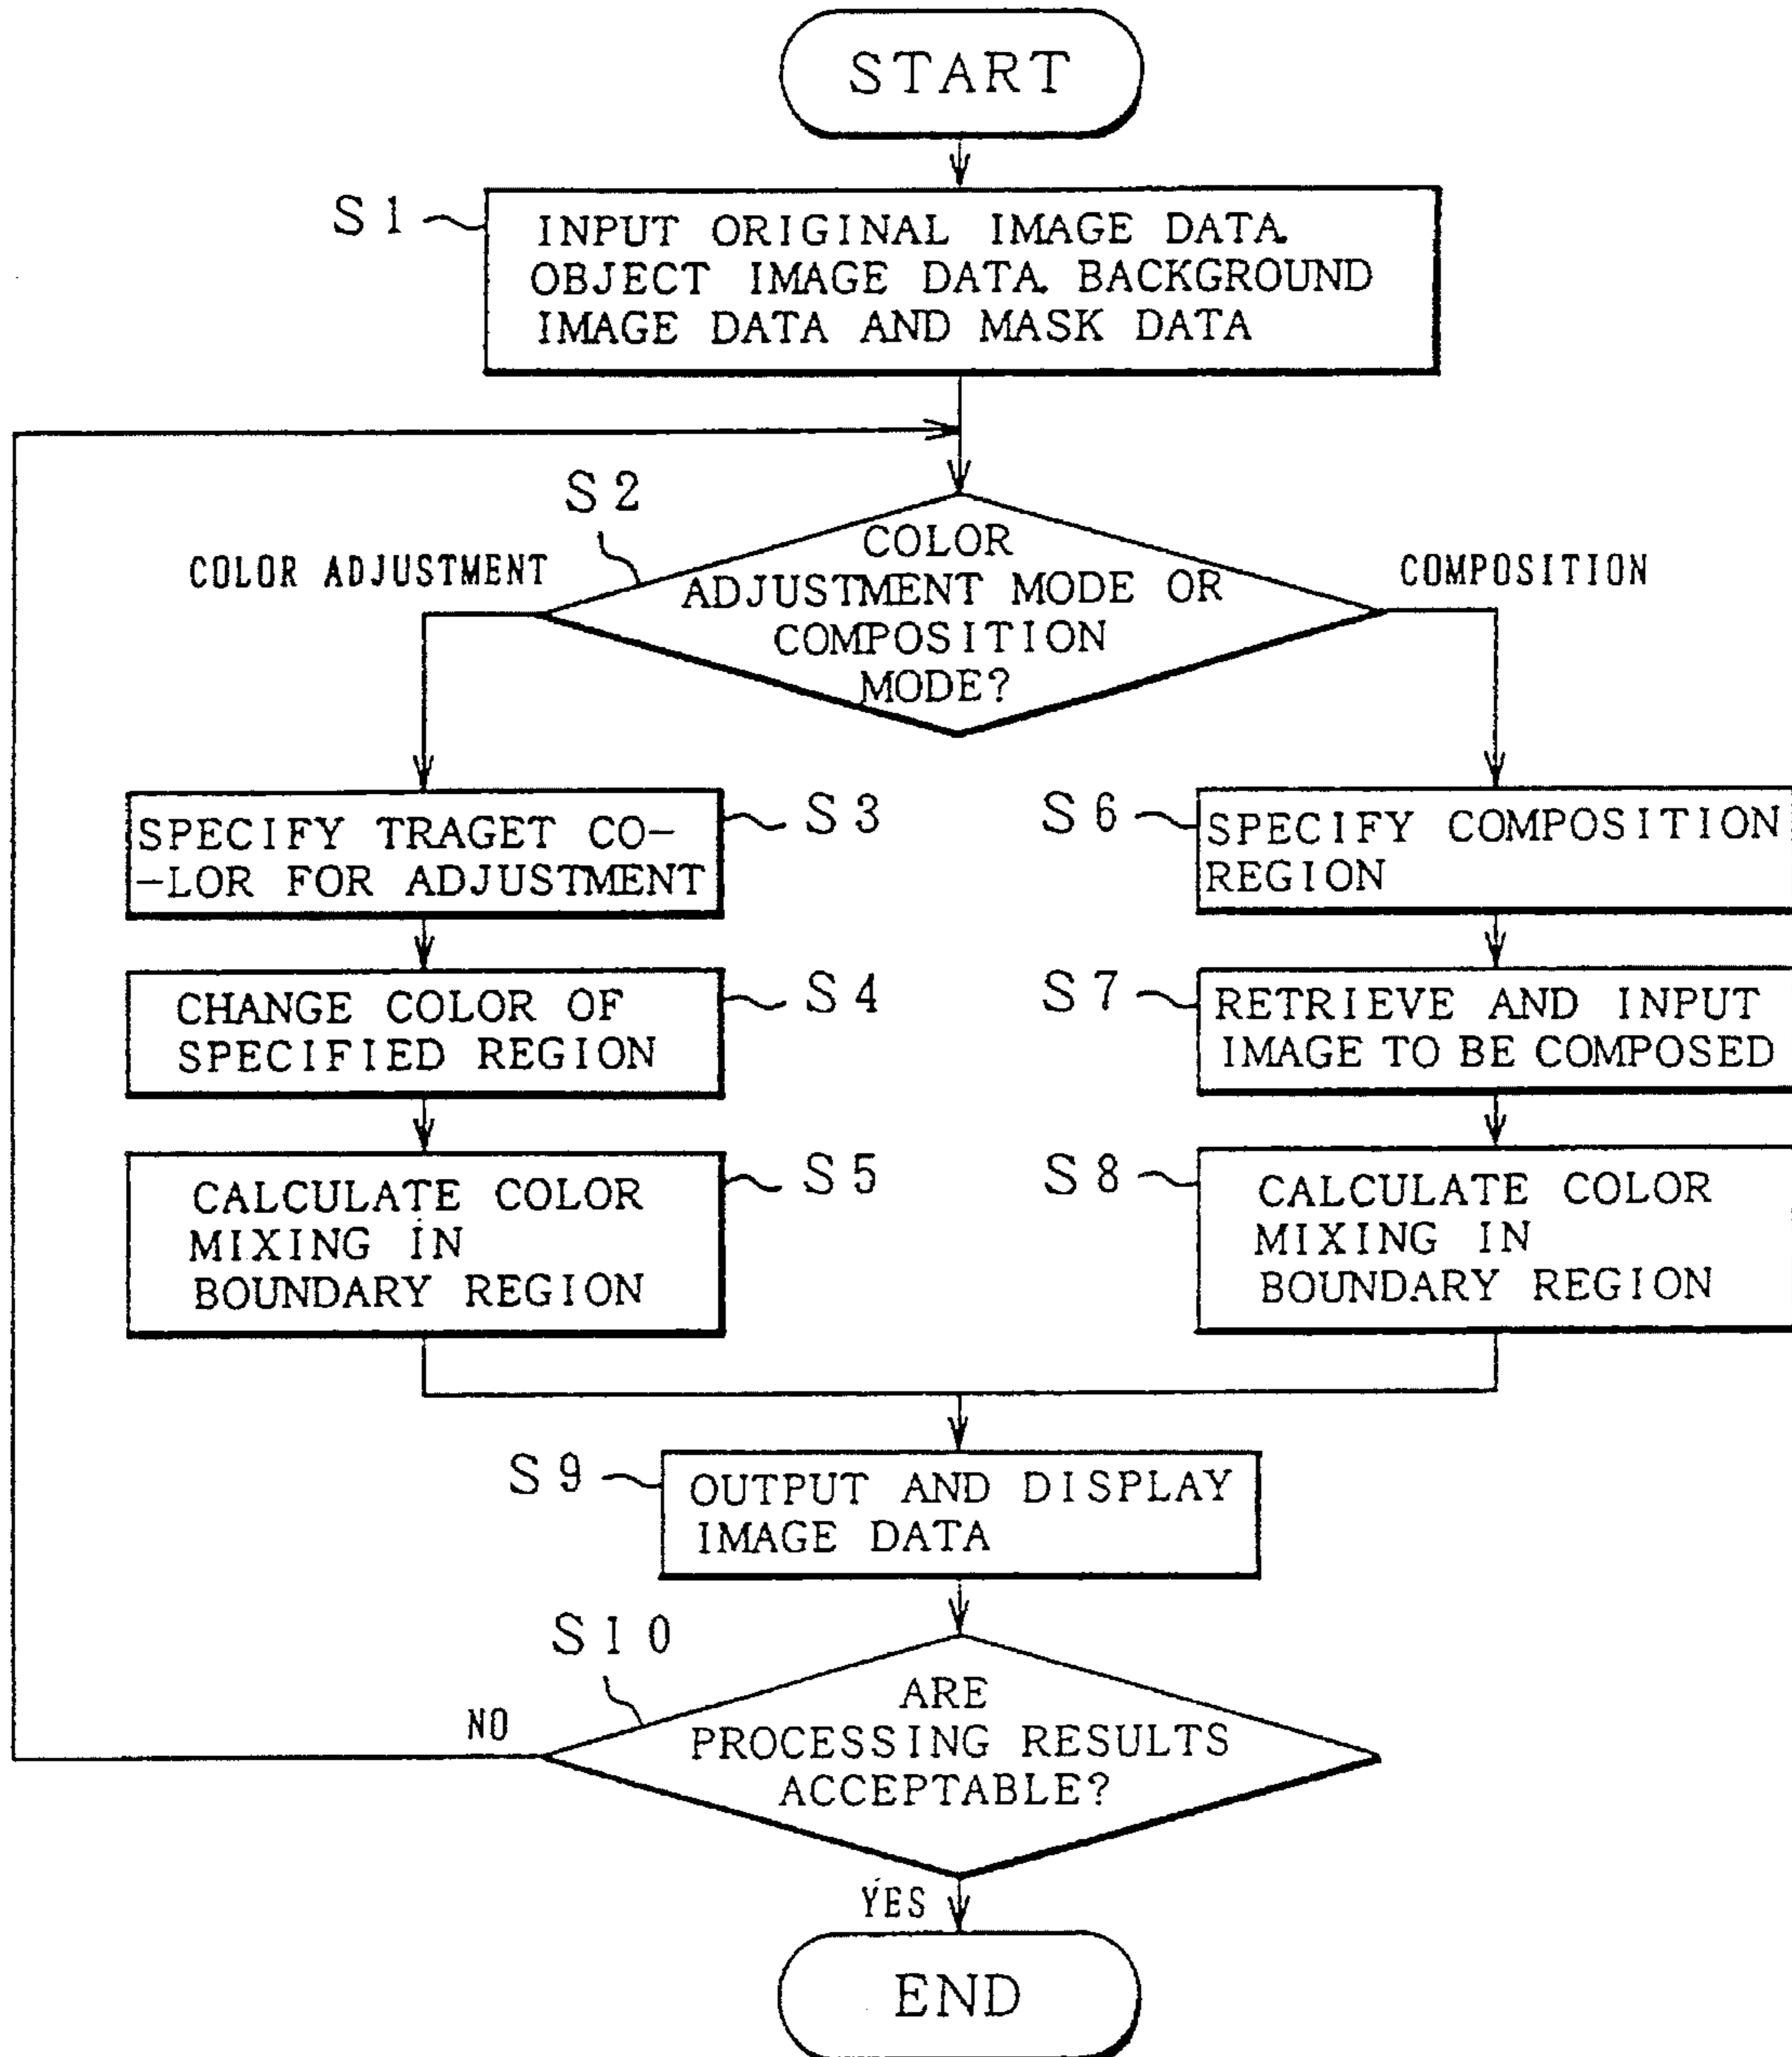 START
S1
INPUT ORIGINAL IMAGE DATA.
OBJECT IMAGE DATA. BACKGROUND
IMAGE DATA AND MASK DATA
S2
COLOR ADJUSTMENT
COLOR
ADJUSTMENT MODE OR
COMPOSITION
MODE?
COMPOSITION
SPECIFY TRAGET CO-
-LOR FOR ADJUSTMENT
S3
CHANGE COLOR OF
SPECIFIED REGION
S4
CALCULATE COLOR
MIXING IN
BOUNDARY REGION
S5
S6
SPECIFY COMPOSITION
REGION
S7
RETRIEVE AND INPUT
IMAGE TO BE COMPOSED
S8
CALCULATE COLOR
MIXING IN
BOUNDARY REGION
S9
OUTPUT AND DISPLAY
IMAGE DATA
S10
NO
ARE
PROCESSING RESULTS
ACCEPTABLE?
YES
END